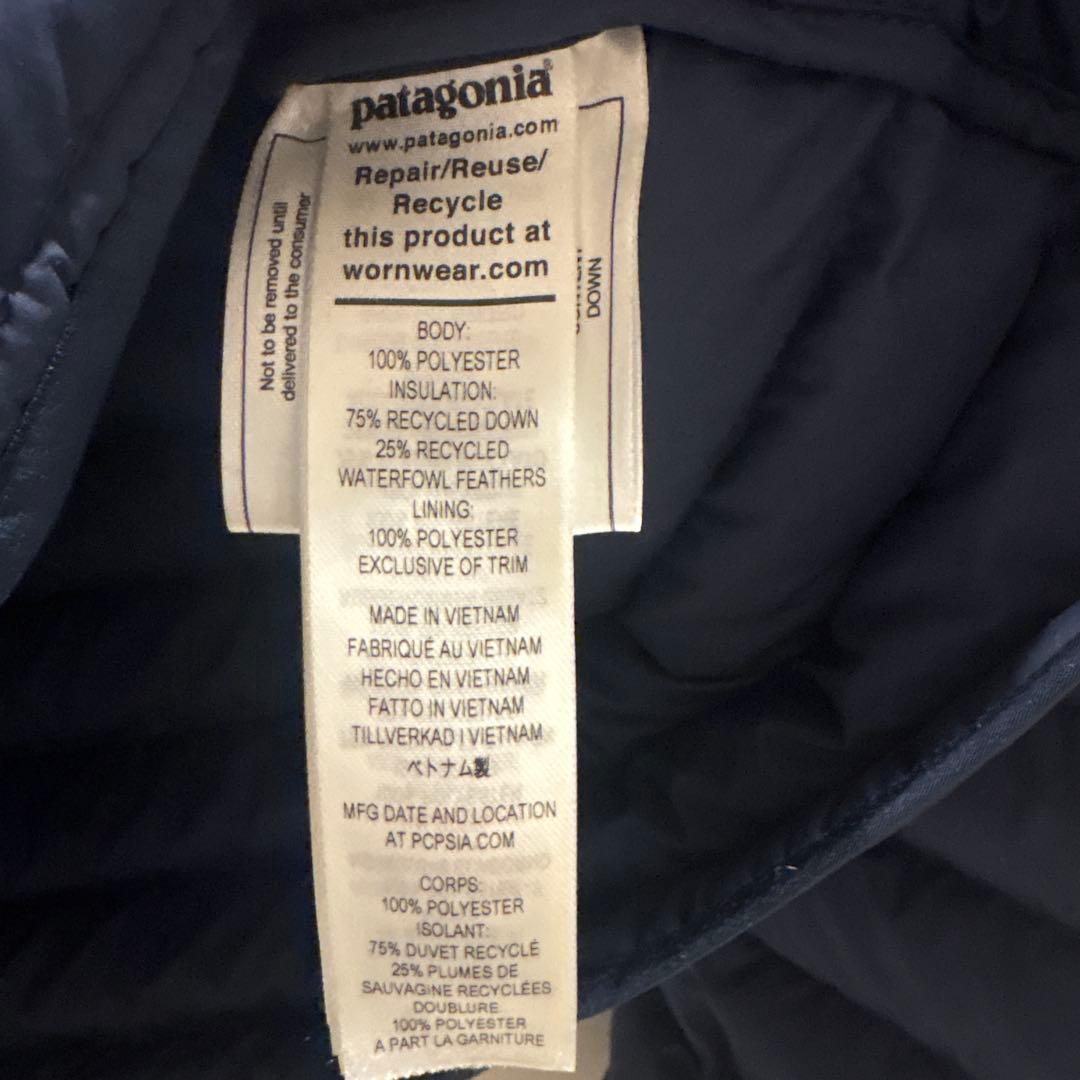 patagonia®
www.patagonia.com
Repair/Reuse/
Recycle
this product at
wornwear.com
BODY:
100% POLYESTER
INSULATION:
75% RECYCLED DOWN
25% RECYCLED
WATERFOWL FEATHERS
LINING:
100% POLYESTER
EXCLUSIVE OF TRIM
MADE IN VIETNAM
FABRIQUÉ AU VIETNAM
HECHO EN VIETNAM
FATTO IN VIETNAM
TILLVERKAD I VIETNAM
ベトナム製
MFG DATE AND LOCATION
AT PCPSIA.COM
CORPS:
100% POLYESTER
ISOLANT:
75% DUVET RECYCLÉ
25% PLUMES DE
SAUVAGINE RECYCLÉES
DOUBLURE:
100% POLYESTER
A PART LA GARNITURE
Not to be removed until
delivered to the consumer
DOWN